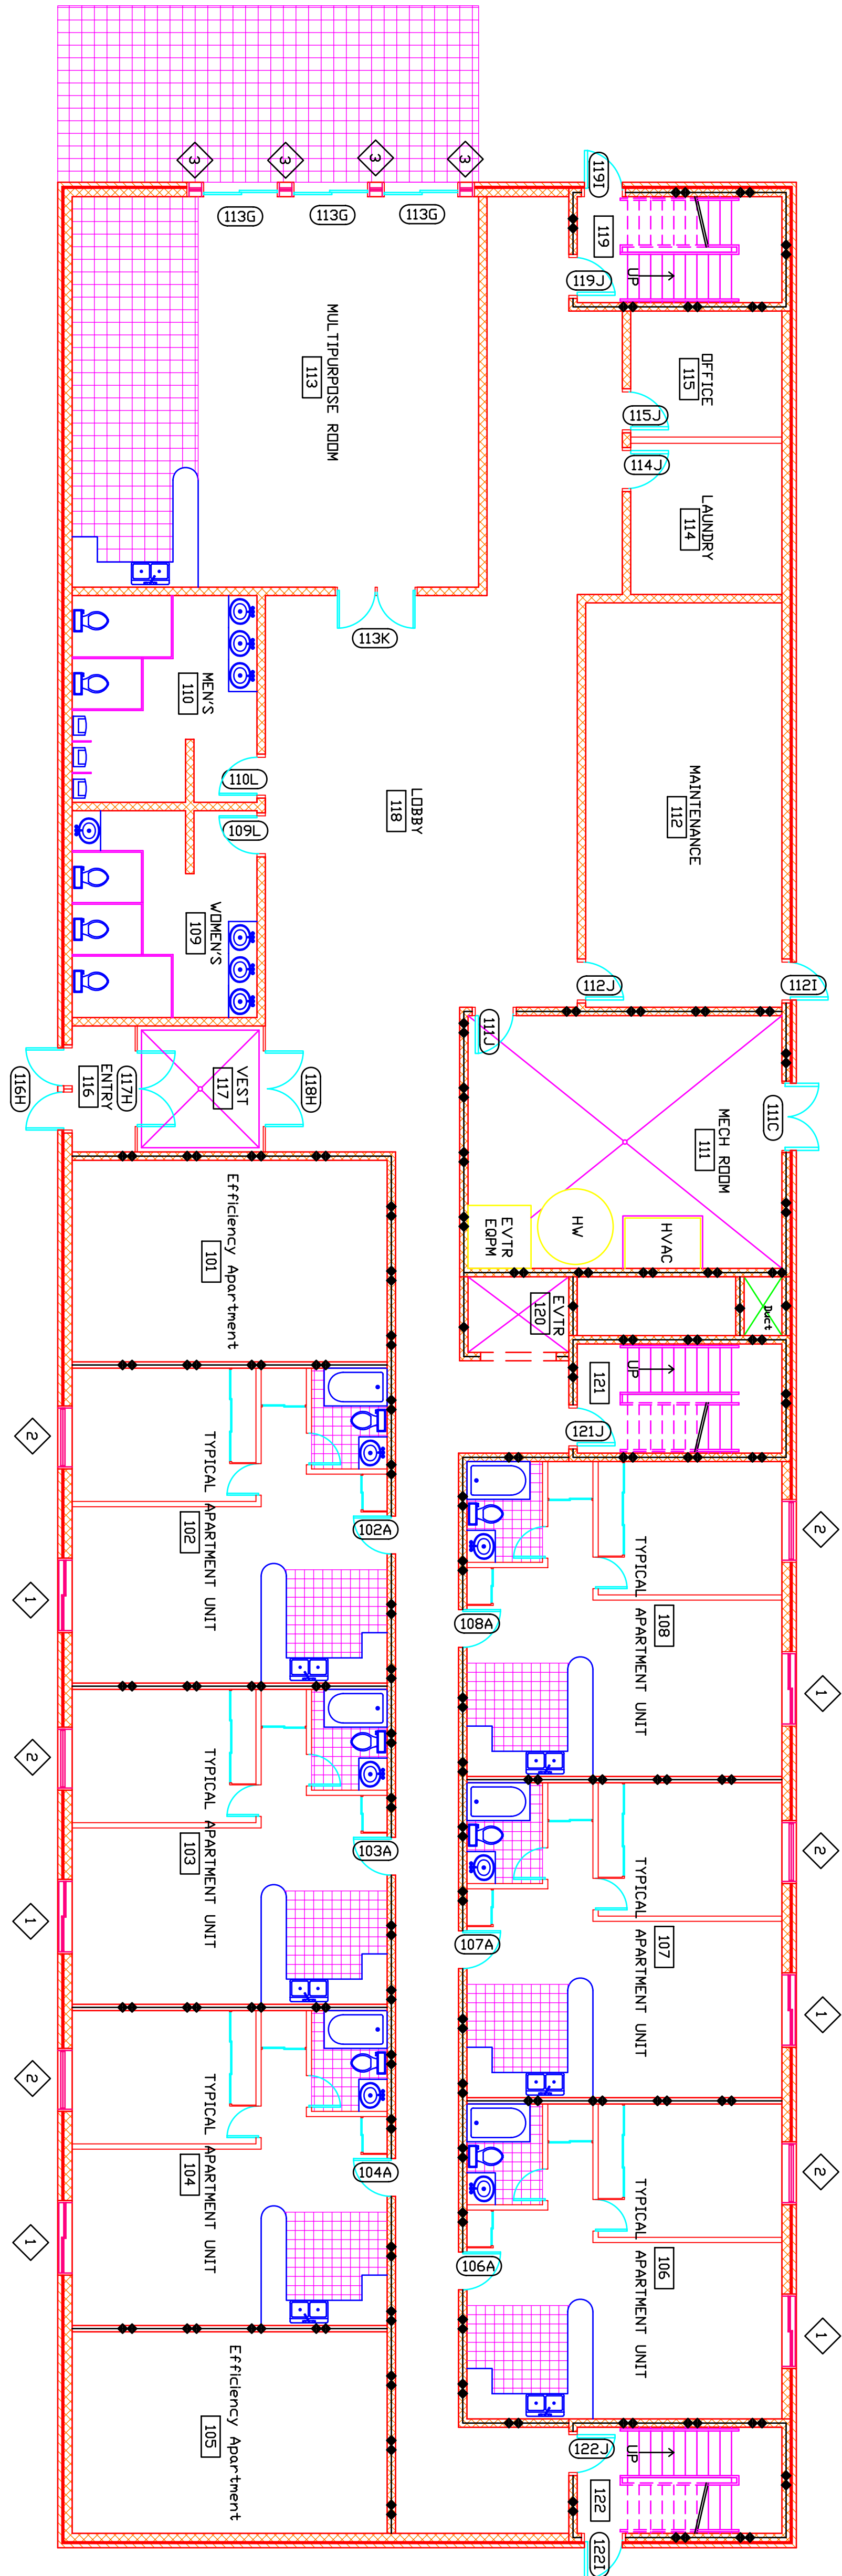 3
3
3
3
119I
113G
113G
113G
119
119J
UP
MULTIPURPOSE ROOM
113
OFFICE
115
115J
114J
LAUNDRY
114
113K
MEN'S
110
110L
109L
LOBBY
118
MAINTENANCE
112
WOMEN'S
109
112J
112I
111J
116H
ENTRY
116
117H
VEST
117
118H
111C
MECH ROOM
111
EVTR
EQPM
HW
HVAC
Efficiency Apartment
101
EVTR
120
Duct
121
UP
121J
2
TYPICAL APARTMENT UNIT
102
102A
1
2
TYPICAL APARTMENT UNIT
108
108A
1
2
TYPICAL APARTMENT UNIT
103
103A
1
2
TYPICAL APARTMENT UNIT
107
107A
1
2
TYPICAL APARTMENT UNIT
104
104A
1
2
TYPICAL APARTMENT UNIT
106
106A
1
Efficiency Apartment
105
122J
UP
122
122I